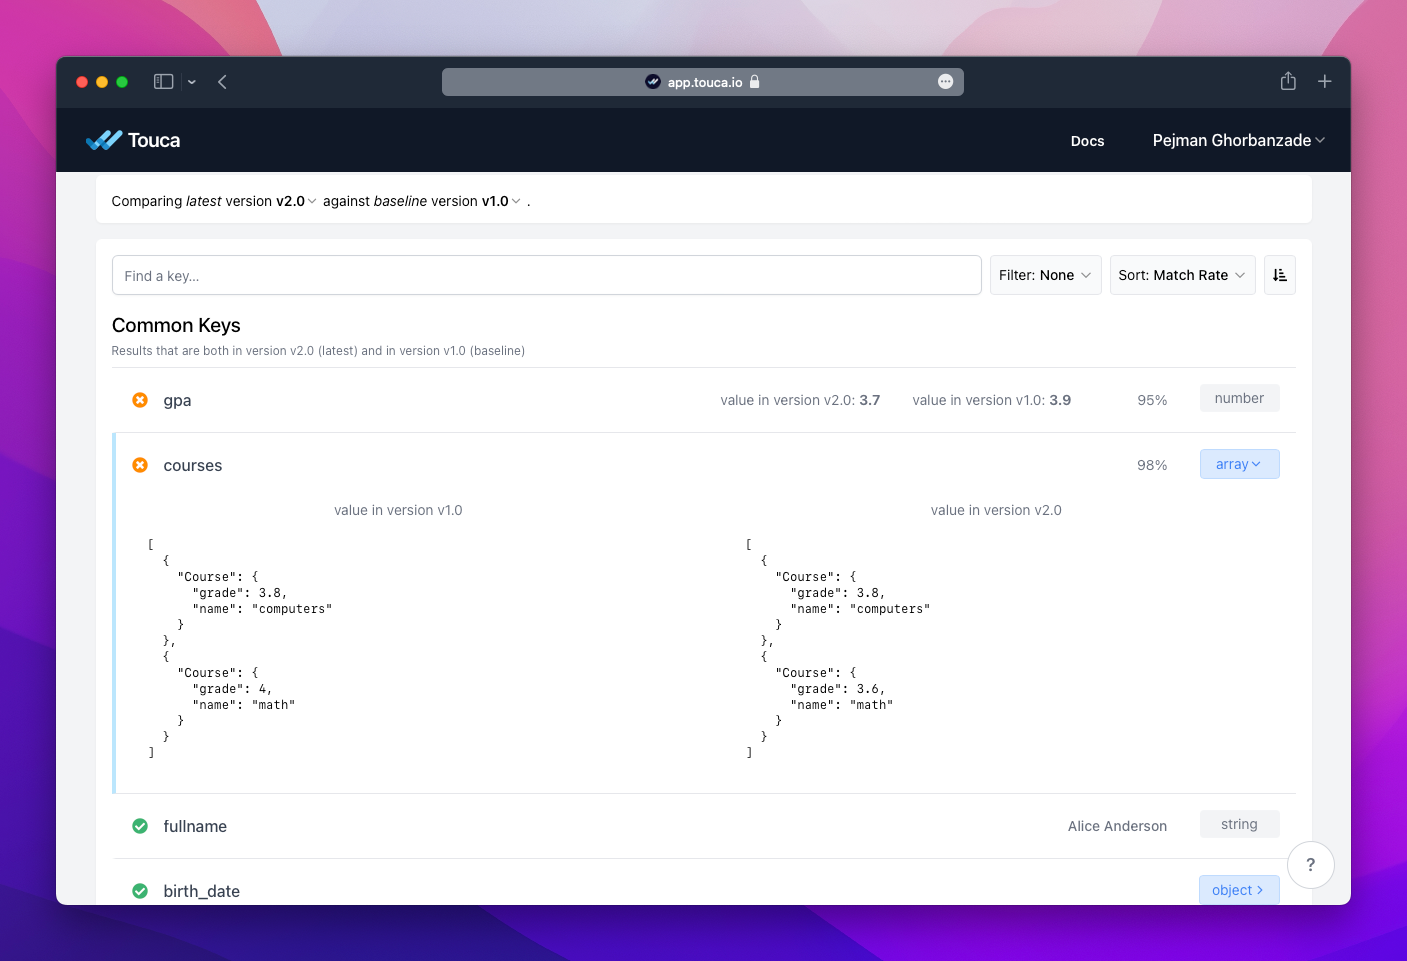 app.touca.io
Touca
Docs
Pejman Ghorbanzade
Comparing latest version v2.0 against baseline version v1.0 .
Find a key...
Filter: None
Sort: Match Rate
Common Keys
Results that are both in version v2.0 (latest) and in version v1.0 (baseline)
gpa
value in version v2.0: 3.7
value in version v1.0: 3.9
95%
number
courses
98%
array
value in version v1.0
[
{
"Course": {
"grade": 3.8,
"name": "computers"
}
},
{
"Course": {
"grade": 4,
"name": "math"
}
}
]
value in version v2.0
[
{
"Course": {
"grade": 3.8,
"name": "computers"
}
},
{
"Course": {
"grade": 3.6,
"name": "math"
}
}
]
fullname
Alice Anderson
string
birth_date
object
?